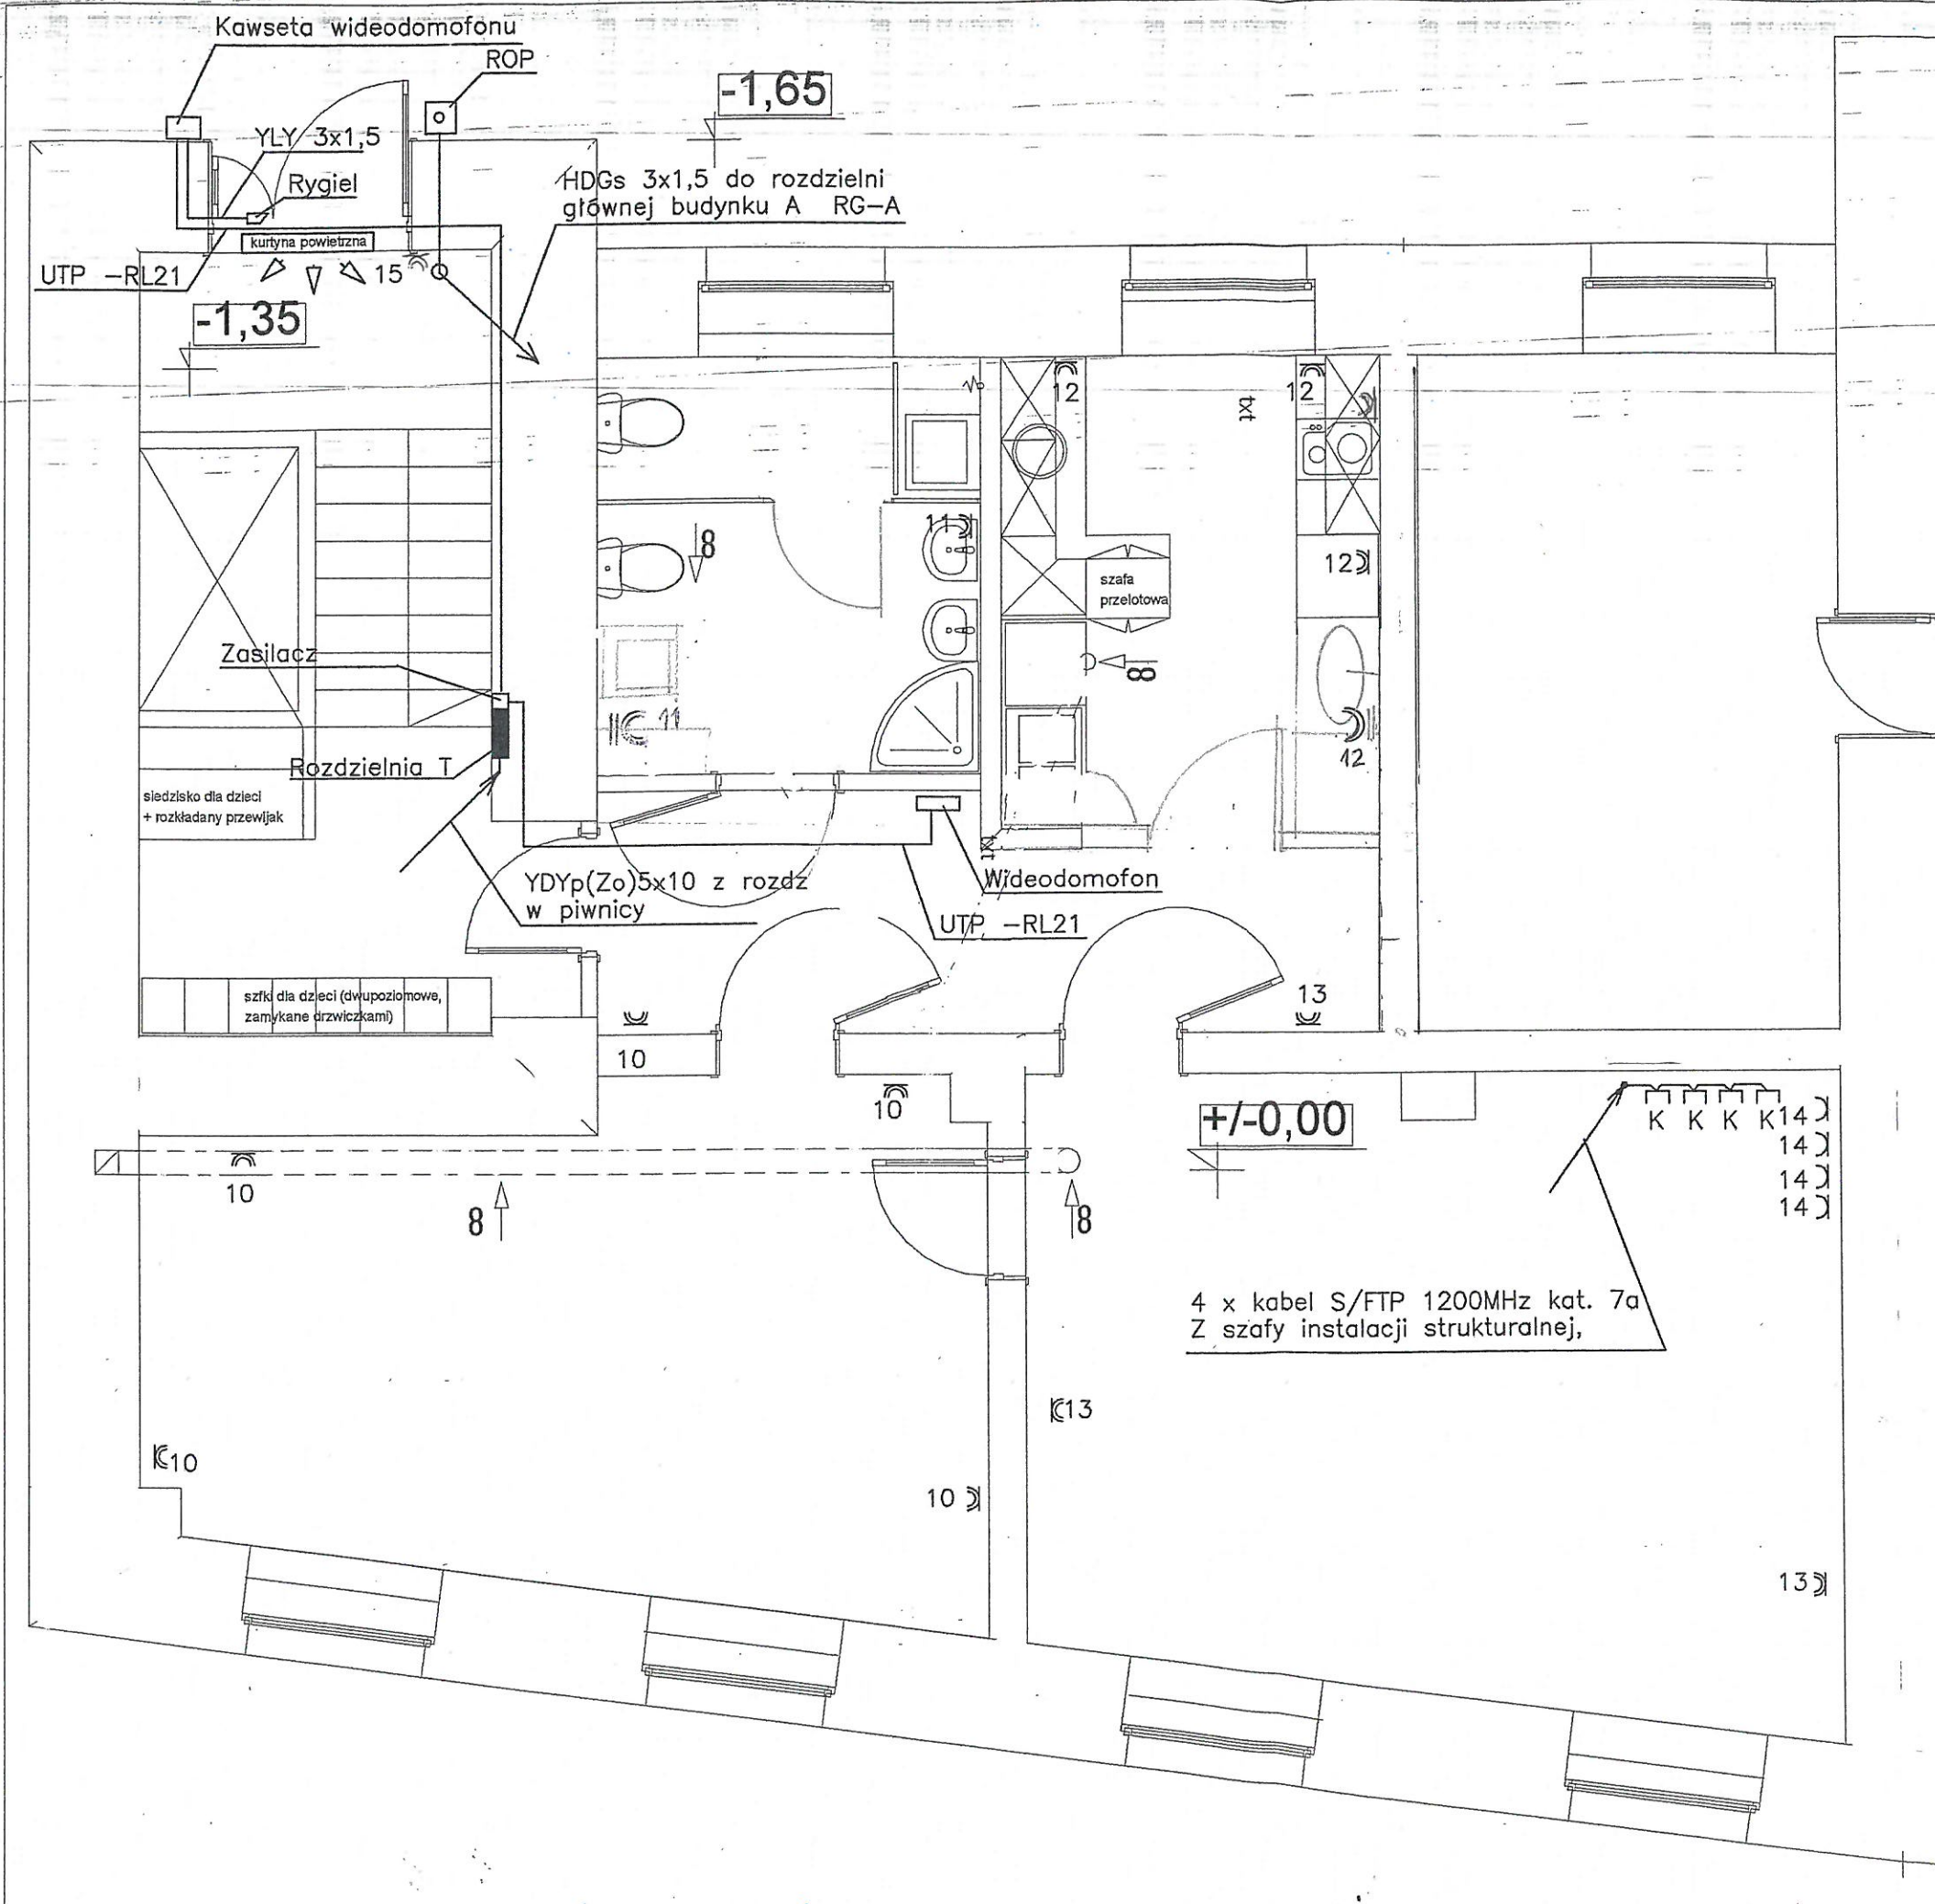 Kawseta wideodomofonu
ROP
-1,65
YLY 3x1,5
Rygiel
HDGs 3x1,5 do rozdzielni
głównej budynku A RG-A
kurtyna powietrzna
UTP -RL21
15
-1,35
12
12
txt
11
8
12
szafa
przelotowa
Zasilacz
8
11
12
Rozdzielnia T
siedzisko dla dzieci
+ rozkładany przewijak
YDYp(Zo)5x10 z rozdz
w piwnicy
Wideodomofon
UTP -RL21
szfki dla dzieci (dwupoziomowe,
zamykane drzwiczkami)
13
10
10
+/-0,00
K K K K
14
14
14
14
10
8
8
4 x kabel S/FTP 1200MHz kat. 7a
Z szafy instalacji strukturalnej,
13
10
10
13